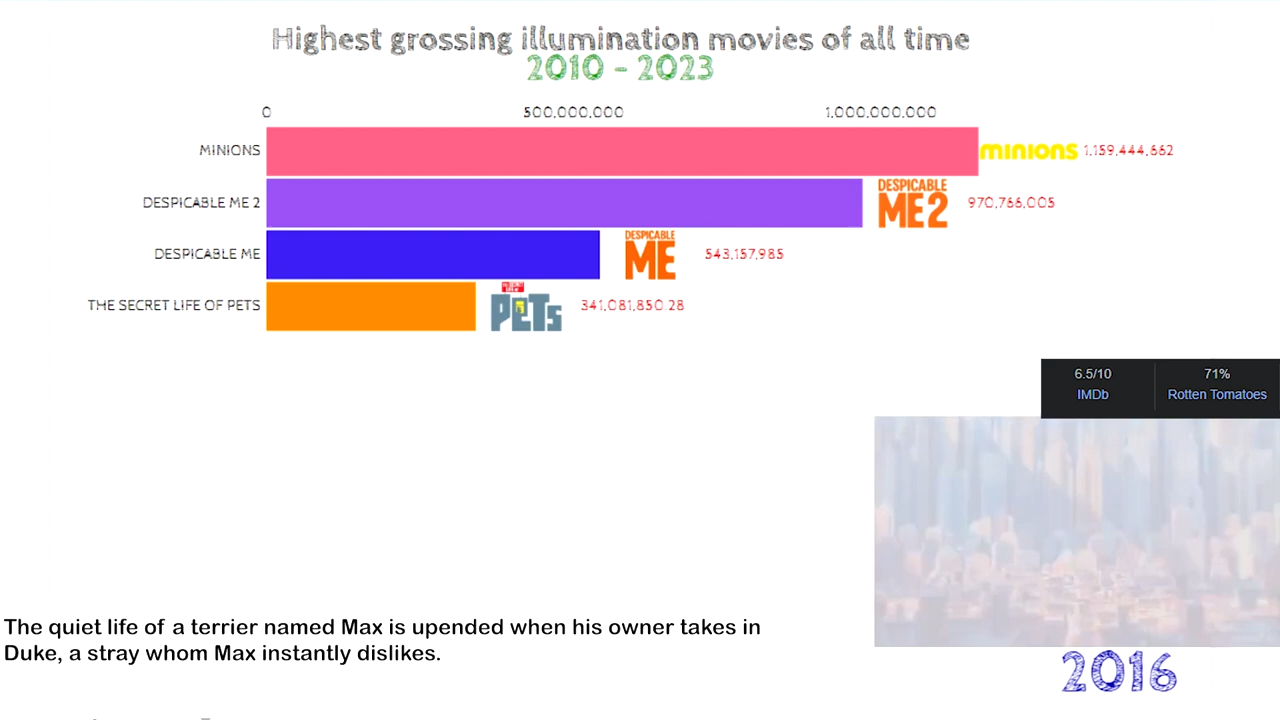 Highest grossing illumination movies of all time
2010 - 2023
0 500,000,000 1,000,000,000
MINIONS minions 1,159,444,662
DESPICABLE ME 2 DESPICABLE ME 2 970,766,005
DESPICABLE ME DESPICABLE ME 543,157,985
THE SECRET LIFE OF PETS PETS 341,081,850.28
6.5/10 71%
IMDb Rotten Tomatoes
The quiet life of a terrier named Max is upended when his owner takes in
Duke, a stray whom Max instantly dislikes.
2016